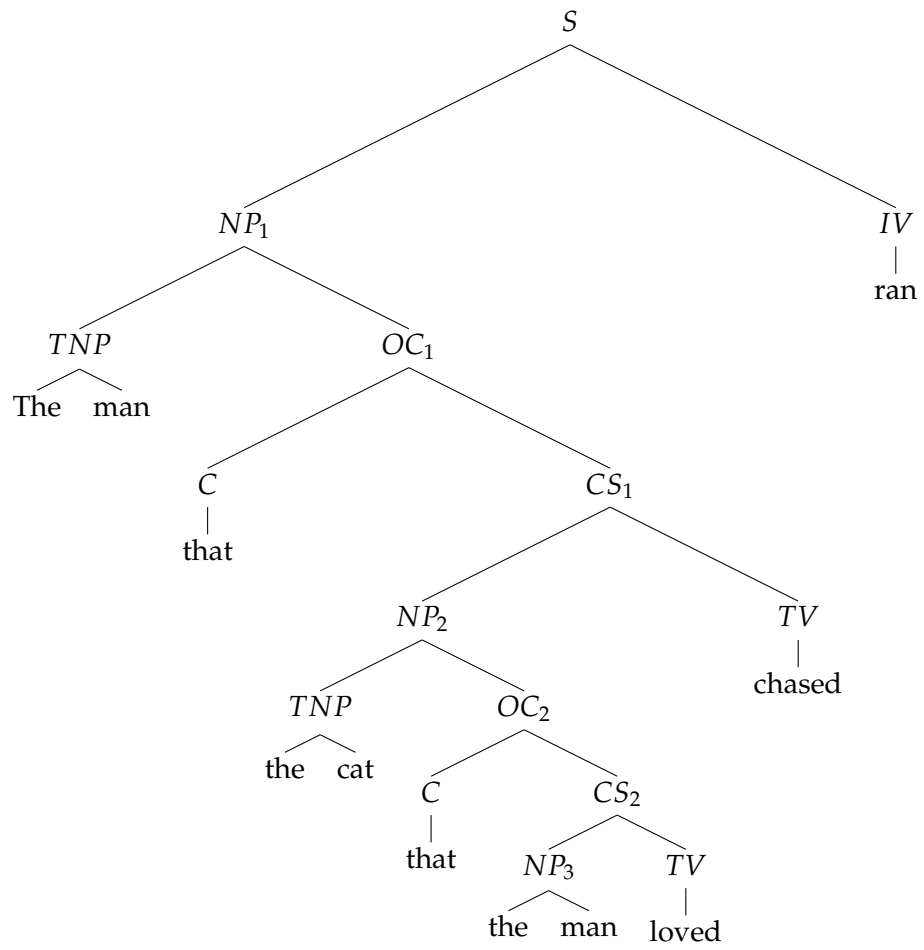 S
NP₁ IV
ran
TNP OC₁
The man
C CS₁
that
NP₂ TV
chased
TNP OC₂
the cat
C CS₂
that
NP₃ TV
the man loved